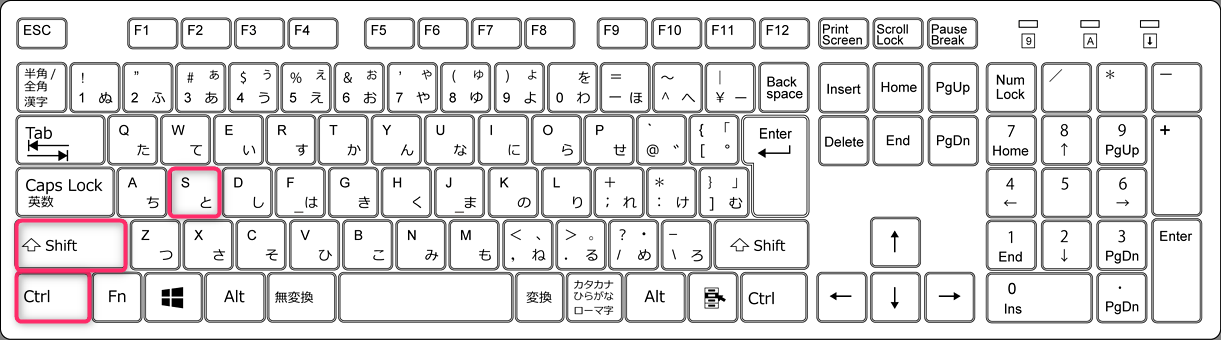 ESC F1 F2 F3 F4 F5 F6 F7 F8 F9 F10 F11 F12 Print Screen Scroll Lock Pause Break 9 A ⬇
半角/全角 漢字 ! 1 ぬ " 2 ふ # ぁ 3 あ $ ぅ 4 う % ぇ 5 え & ぉ 6 お ' ゃ 7 や ( ゅ 8 ゆ ) ょ 9 よ を 0 わ = ー ほ 〜 ^ へ | ¥ ー Back space Insert Home PgUp Num Lock / * −
Tab Q た W て E い R す T か Y ん U な I に O ら P せ ` @ ゛ { 「 [ ° Enter Delete End PgDn 7 Home 8 ↑ 9 PgUp +
Caps Lock 英数 A ち S と D し F_は G き H く J_ま K の L り + ; れ * : け } 」 ] む 4 ← 5 6 →
⇧ Shift Z つ X さ C そ V ひ B こ N み M も < 、 , ね > 。 . る ? ・ / め _ \ ろ ⇧ Shift ↑ 1 End 2 ↓ 3 PgDn Enter
Ctrl Fn Alt 無変換 変換 カタカナ ひらがな ローマ字 Alt Ctrl ← ↓ → 0 Ins . PgDn